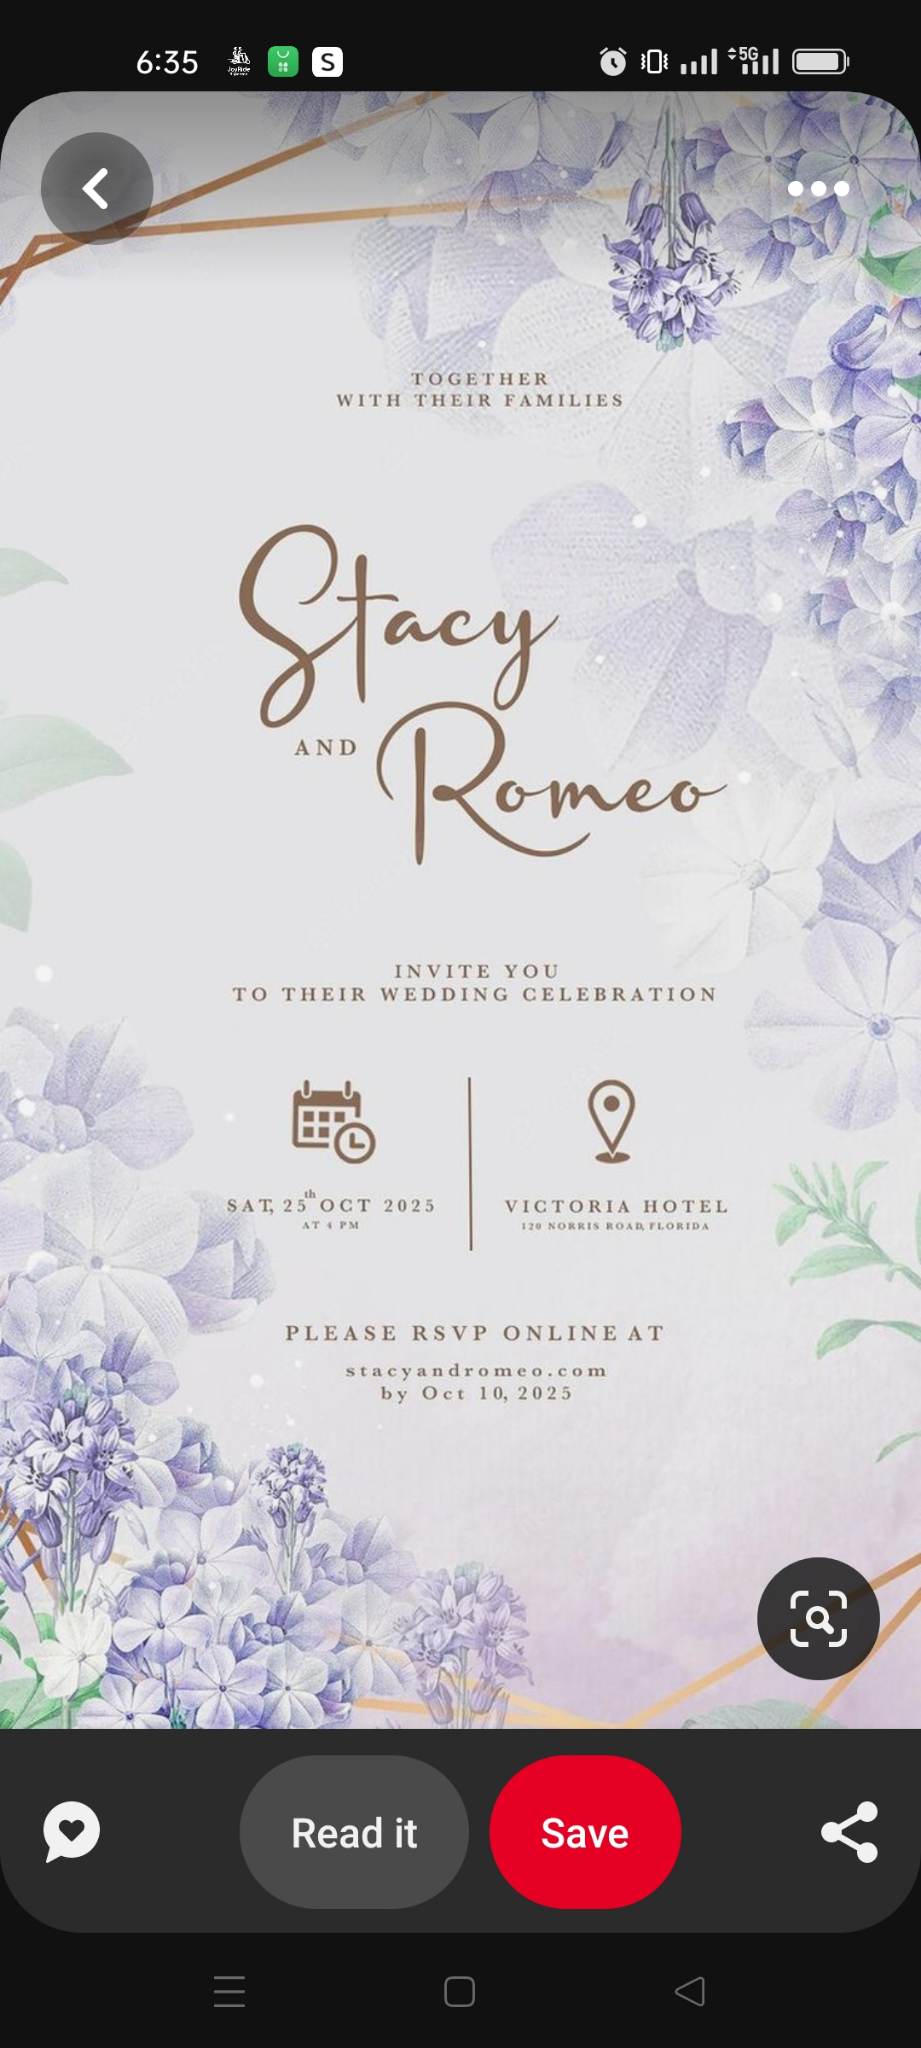 6:35
JoyRide
S
5G
TOGETHER
WITH THEIR FAMILIES
Stacy
AND
Romeo
INVITE YOU
TO THEIR WEDDING CELEBRATION
SAT, 25th OCT 2025
AT 4 PM
VICTORIA HOTEL
120 NORRIS ROAD, FLORIDA
PLEASE RSVP ONLINE AT
stacyandromeo.com
by Oct 10, 2025
Read it
Save